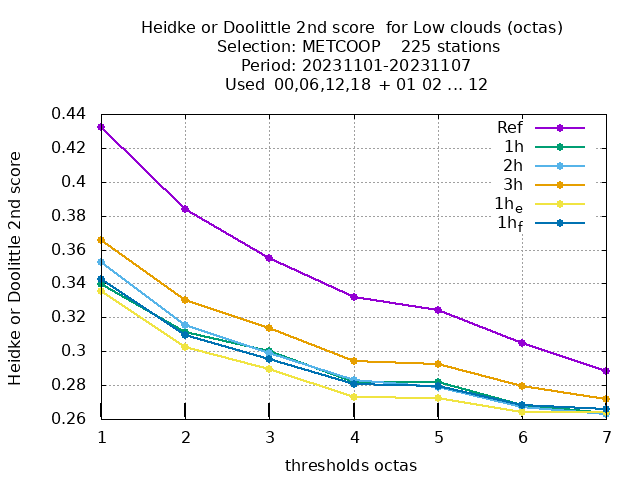 Heidke or Doolittle 2nd score  for Low clouds (octas)
Selection: METCOOP    225 stations
Period: 20231101-20231107
Used  00,06,12,18 + 01 02 ... 12
Heidke or Doolittle 2nd score
0.44
0.42
0.4
0.38
0.36
0.34
0.32
0.3
0.28
0.26
Ref
1h
2h
3h
1he
1hf
1 2 3 4 5 6 7
thresholds octas